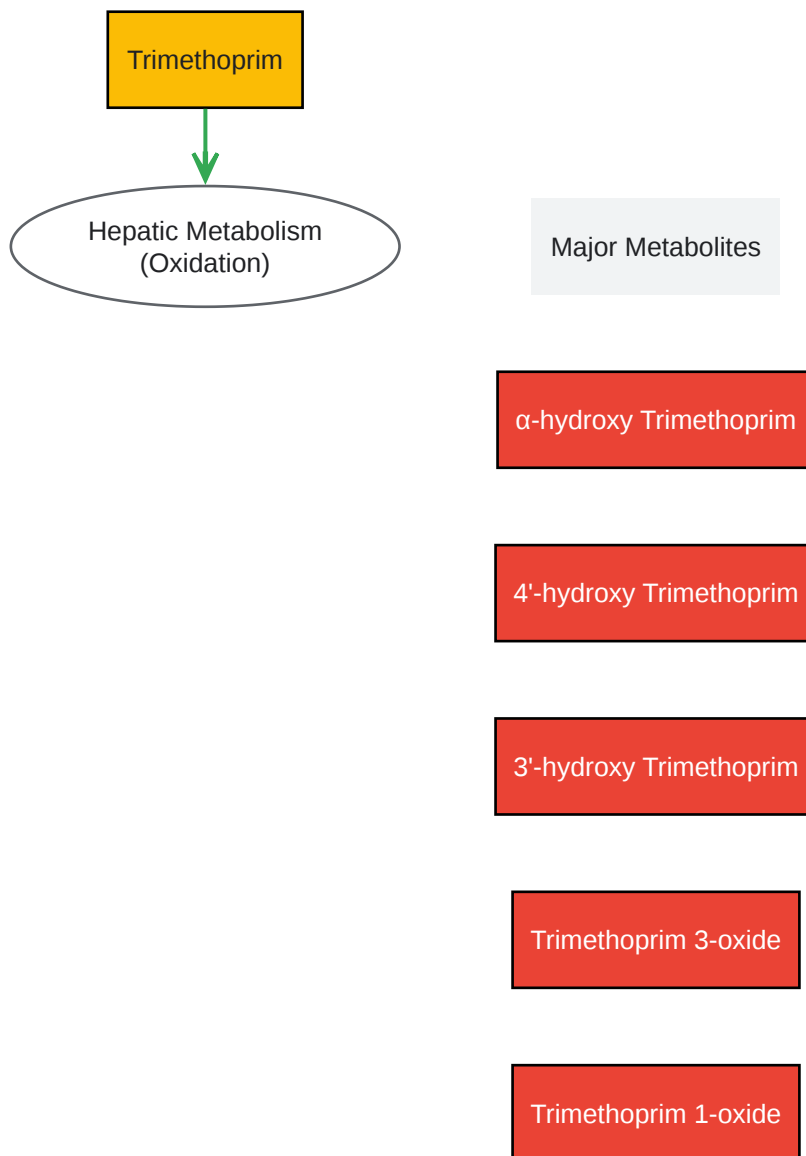 Trimethoprim
Hepatic Metabolism
(Oxidation)
Major Metabolites
α-hydroxy Trimethoprim
4'-hydroxy Trimethoprim
3'-hydroxy Trimethoprim
Trimethoprim 3-oxide
Trimethoprim 1-oxide